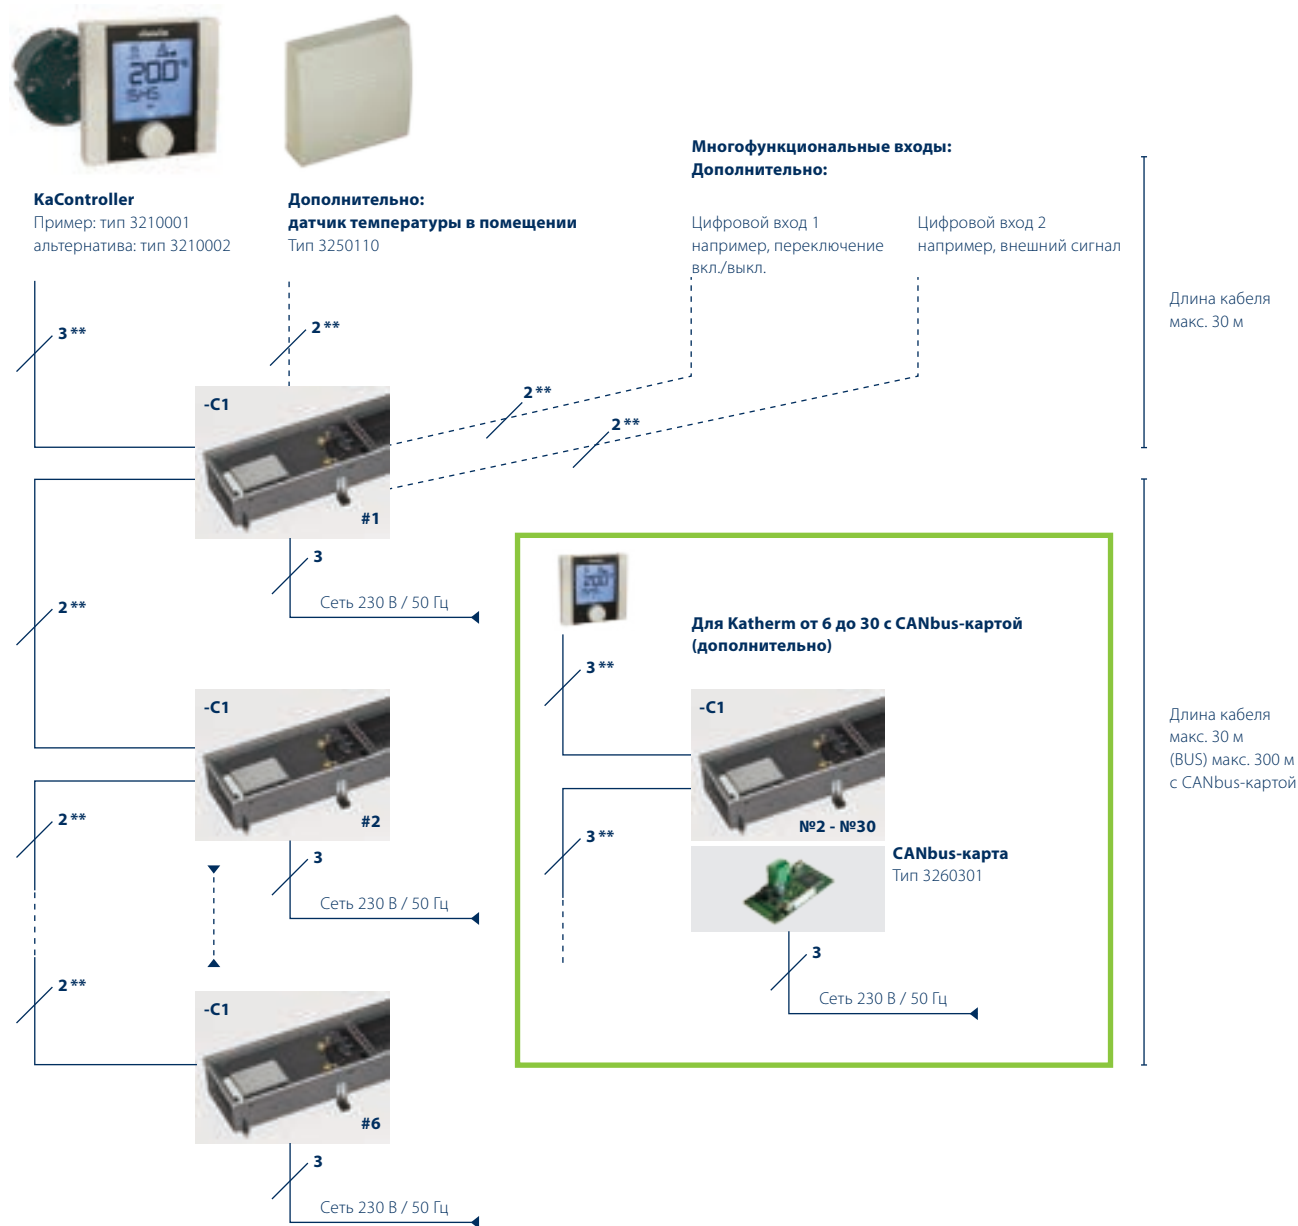 KaController
Пример: тип 3210001
альтернатива: тип 3210002
Дополнительно:
датчик температуры в помещении
Тип 3250110
Многофункциональные входы:
Дополнительно:
Цифровой вход 1
например, переключение
вкл./выкл.
Цифровой вход 2
например, внешний сигнал
Длина кабеля
макс. 30 м
3**
2**
2**
2**
-C1
#1
3
Сеть 230 В / 50 Гц
2**
-C1
#2
3
Сеть 230 В / 50 Гц
2**
2**
-C1
#6
3
Сеть 230 В / 50 Гц
Для Katherm от 6 до 30 с CANbus-картой
(дополнительно)
3**
-C1
№2 - №30
3**
CANbus-карта
Тип 3260301
3
Сеть 230 В / 50 Гц
Длина кабеля
макс. 30 м
(BUS) макс. 300 м
с CANbus-картой